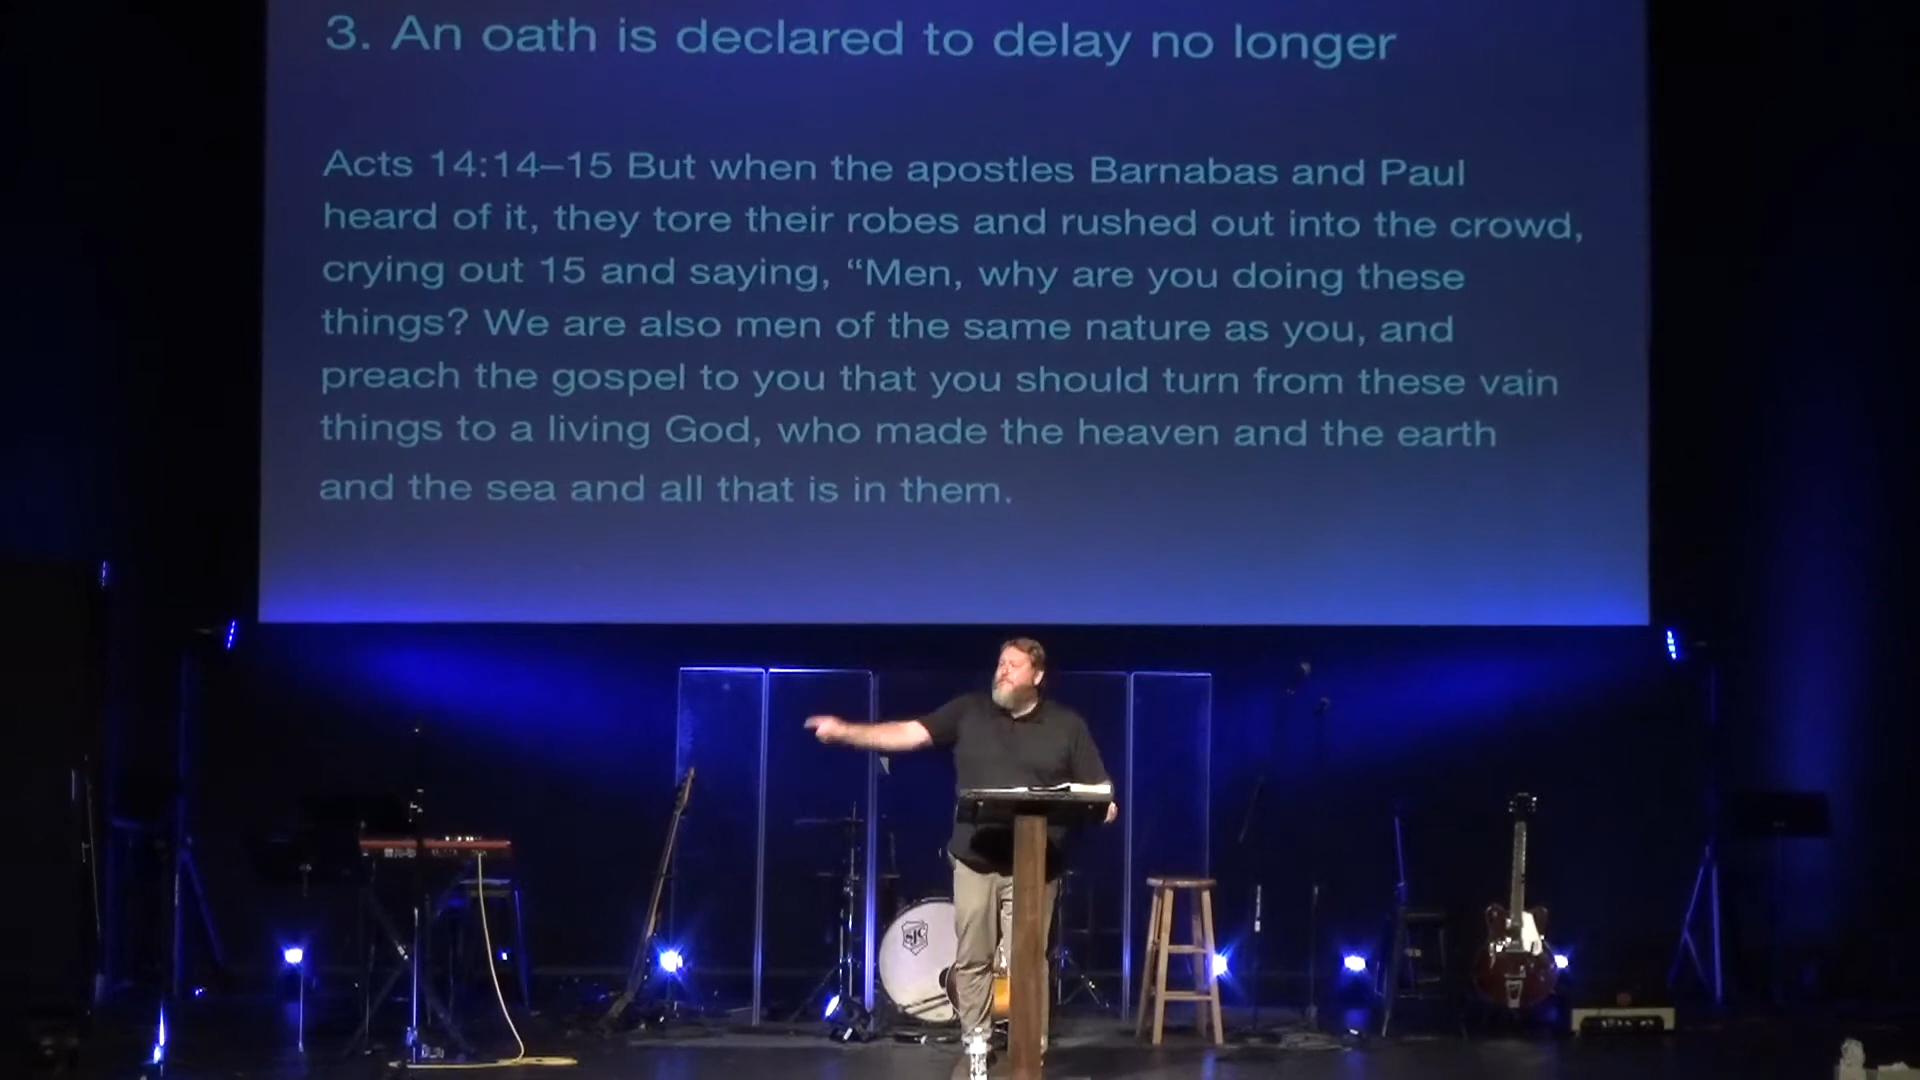 3. An oath is declared to delay no longer
Acts 14:14–15 But when the apostles Barnabas and Paul
heard of it, they tore their robes and rushed out into the crowd,
crying out 15 and saying, “Men, why are you doing these
things? We are also men of the same nature as you, and
preach the gospel to you that you should turn from these vain
things to a living God, who made the heaven and the earth
and the sea and all that is in them.
SJC